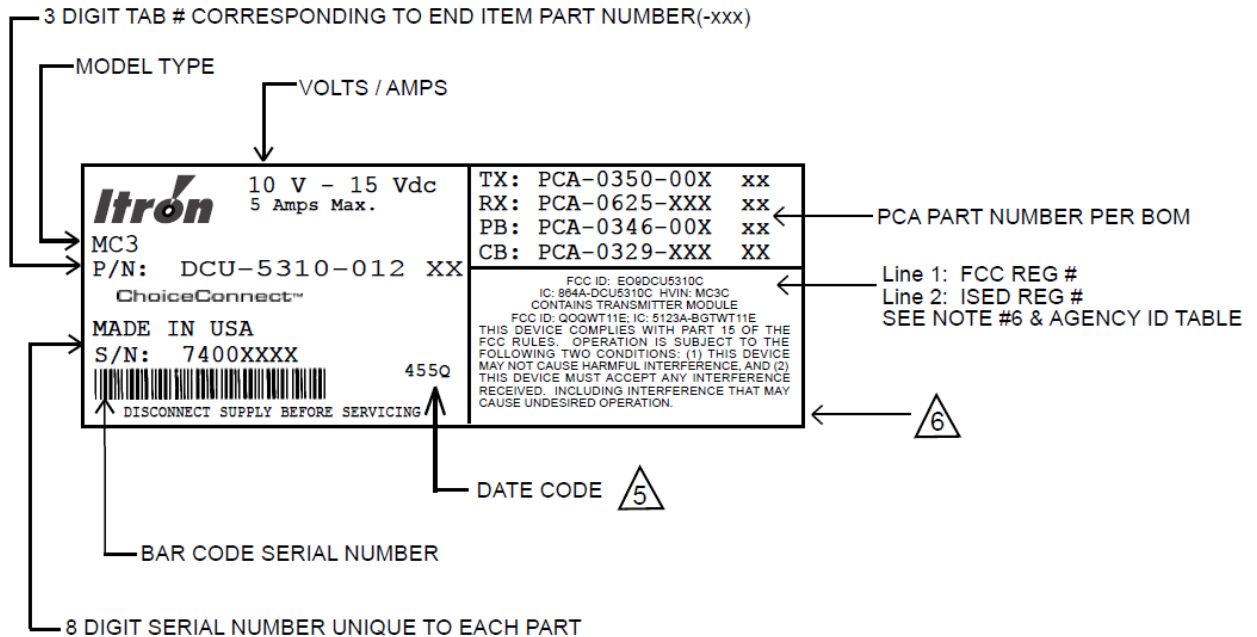 3 DIGIT TAB # CORRESPONDING TO END ITEM PART NUMBER(-xxx)
MODEL TYPE
VOLTS / AMPS
Itrón
10 V - 15 Vdc
5 Amps Max.
MC3
P/N: DCU-5310-012 XX
ChoiceConnect™
MADE IN USA
S/N: 7400XXXX
455Q
DISCONNECT SUPPLY BEFORE SERVICING
TX: PCA-0350-00X xx
RX: PCA-0625-XXX xx
PB: PCA-0346-00X xx
CB: PCA-0329-XXX XX
PCA PART NUMBER PER BOM
FCC ID: EO9DCU5310C
IC: 864A-DCU5310C HVIN: MC3C
CONTAINS TRANSMITTER MODULE
FCC ID: QOQWT11E; IC: 5123A-BGTWT11E
THIS DEVICE COMPLIES WITH PART 15 OF THE
FCC RULES. OPERATION IS SUBJECT TO THE
FOLLOWING TWO CONDITIONS: (1) THIS DEVICE
MAY NOT CAUSE HARMFUL INTERFERENCE, AND (2)
THIS DEVICE MUST ACCEPT ANY INTERFERENCE
RECEIVED. INCLUDING INTERFERENCE THAT MAY
CAUSE UNDESIRED OPERATION.
Line 1: FCC REG #
Line 2: ISED REG #
SEE NOTE #6 & AGENCY ID TABLE
6
DATE CODE 5
BAR CODE SERIAL NUMBER
8 DIGIT SERIAL NUMBER UNIQUE TO EACH PART